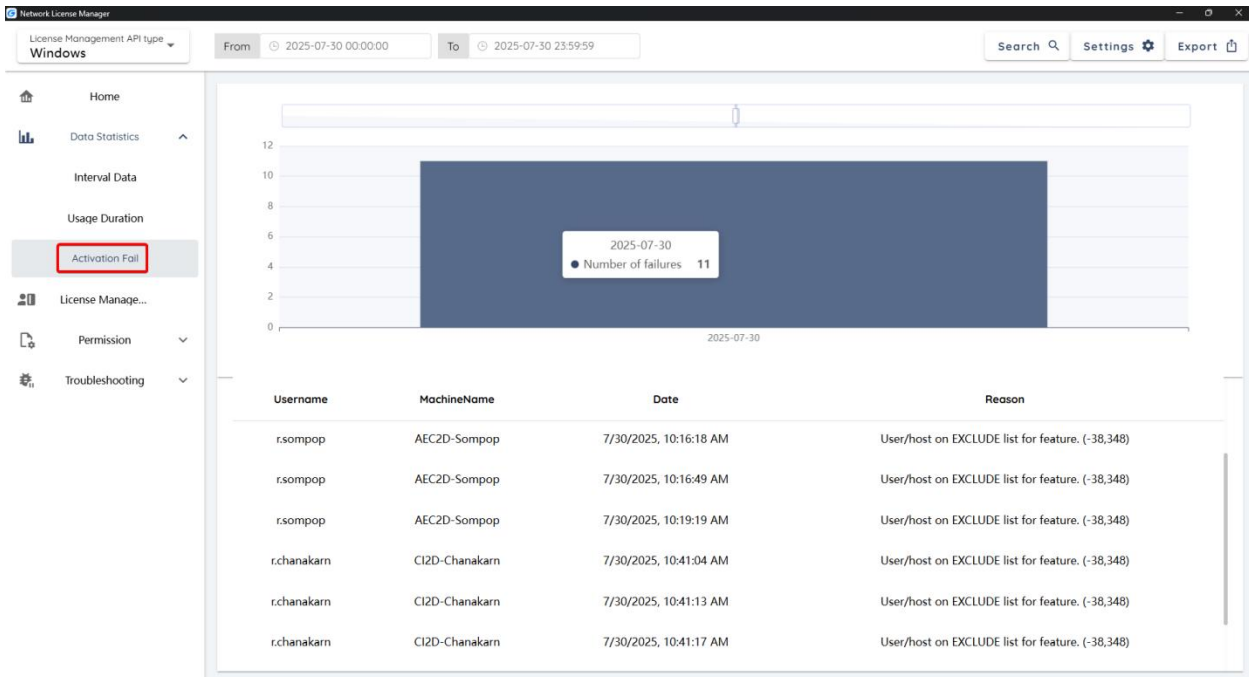 Network License Manager
License Management API type
Windows
From 2025-07-30 00:00:00 To 2025-07-30 23:59:59
Search Settings Export
Home
Data Statistics
Interval Data
Usage Duration
Activation Fail
License Manage...
Permission
Troubleshooting
12
10
8
6
4
2
0
2025-07-30
Number of failures 11
2025-07-30
Username MachineName Date Reason
r.sompop AEC2D-Sompop 7/30/2025, 10:16:18 AM User/host on EXCLUDE list for feature. (-38,348)
r.sompop AEC2D-Sompop 7/30/2025, 10:16:49 AM User/host on EXCLUDE list for feature. (-38,348)
r.sompop AEC2D-Sompop 7/30/2025, 10:19:19 AM User/host on EXCLUDE list for feature. (-38,348)
r.chanakarn CI2D-Chanakarn 7/30/2025, 10:41:04 AM User/host on EXCLUDE list for feature. (-38,348)
r.chanakarn CI2D-Chanakarn 7/30/2025, 10:41:13 AM User/host on EXCLUDE list for feature. (-38,348)
r.chanakarn CI2D-Chanakarn 7/30/2025, 10:41:17 AM User/host on EXCLUDE list for feature. (-38,348)